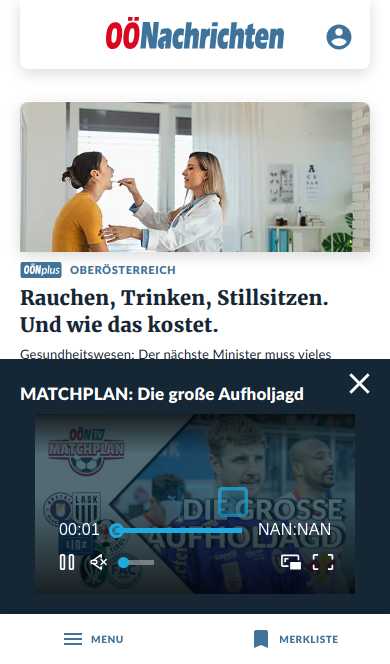 OÖNachrichten
OÖNplus OBERÖSTERREICH
Rauchen, Trinken, Stillsitzen.
Und wie das kostet.
Gesundheitswesen: Der nächste Minister muss vieles
MATCHPLAN: Die große Aufholjagd
OÖN TV
MATCHPLAN
LASK
DIE GROSSE
AUFHOLJAGD
00:01
NAN:NAN
MENU
MERKLISTE